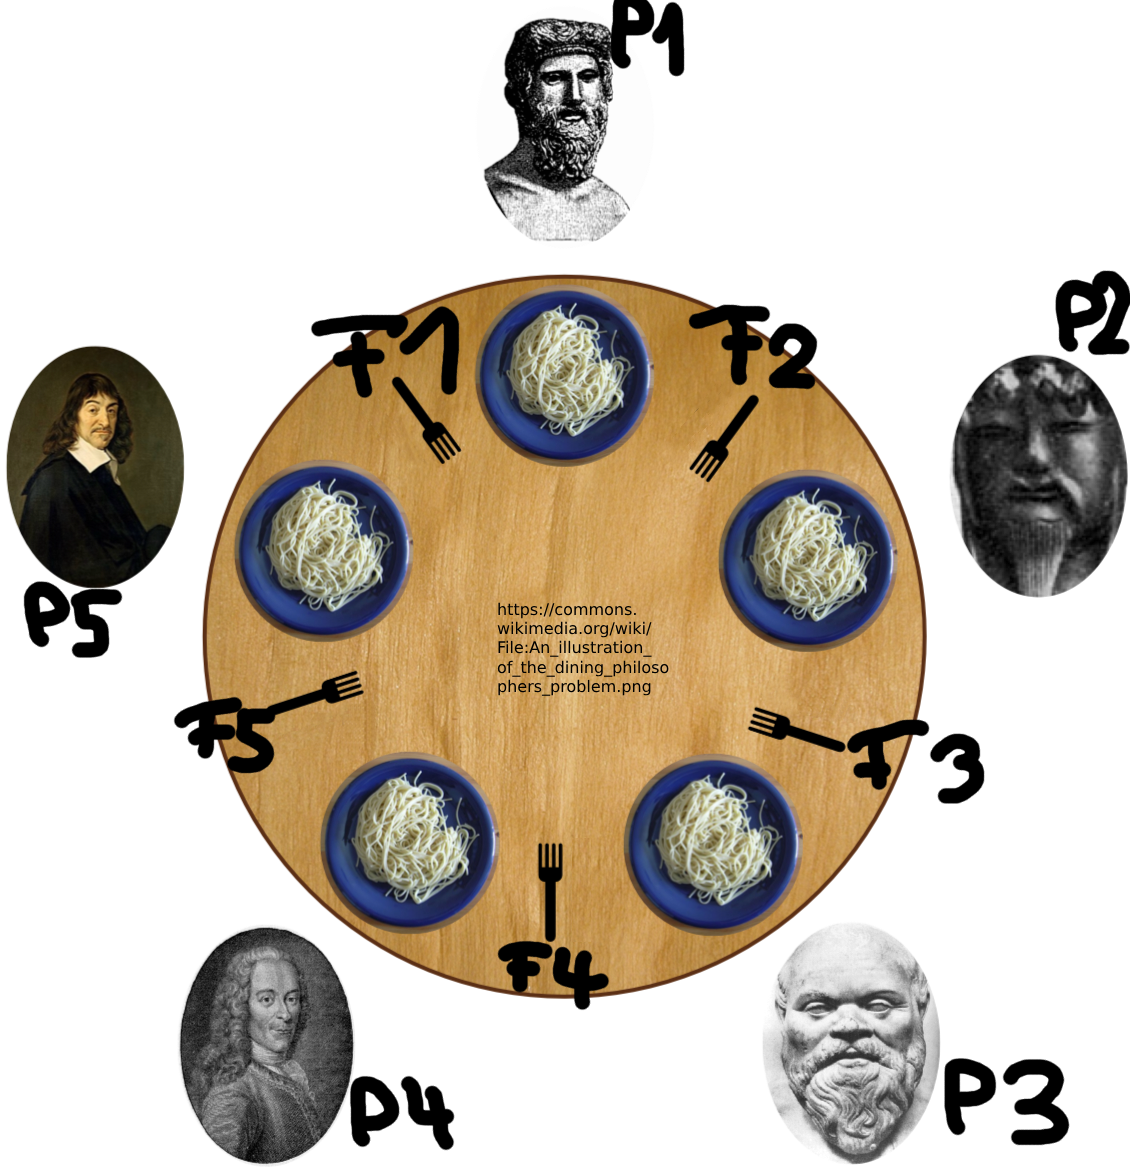 P1
P2
F1
F2
P5
https://commons.
wikimedia.org/wiki/
File:An_illustration_
of_the_dining_philoso
phers_problem.png
F5
F3
F4
P4
P3